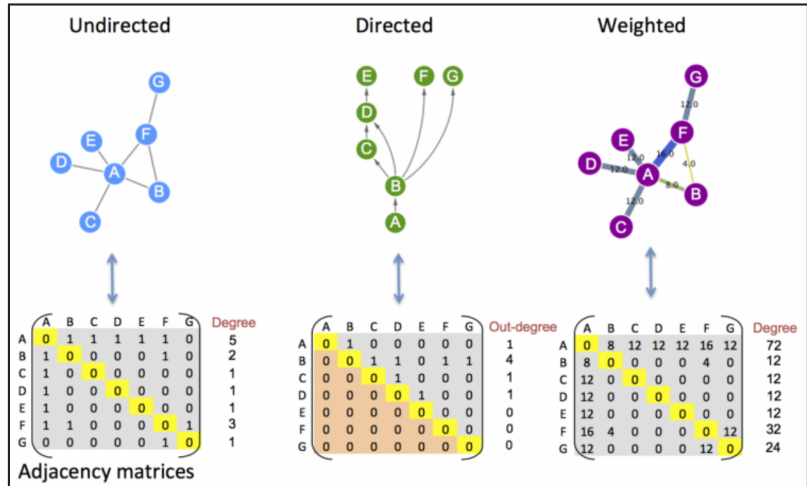 Undirected Directed Weighted
G
E F
D A
B
C
E F G
D
C
B
A
G
12.0
F
E 16.0 4.0
12.0
D 12.0 A
8.0 B
12.0
C
A B C D E F G Degree
A 0 1 1 1 1 1 0 5
B 1 0 0 0 0 1 0 2
C 1 0 0 0 0 0 0 1
D 1 0 0 0 0 0 0 1
E 1 0 0 0 0 0 0 1
F 1 1 0 0 0 0 1 3
G 0 0 0 0 0 1 0 1
A B C D E F G Out-degree
A 0 1 0 0 0 0 0 1
B 0 0 1 1 0 1 1 4
C 0 0 0 1 0 0 0 1
D 0 0 0 0 1 0 0 1
E 0 0 0 0 0 0 0 0
F 0 0 0 0 0 0 0 0
G 0 0 0 0 0 0 0 0
A B C D E F G Degree
A 0 8 12 12 12 16 12 72
B 8 0 0 0 0 4 0 12
C 12 0 0 0 0 0 0 12
D 12 0 0 0 0 0 0 12
E 12 0 0 0 0 0 0 12
F 16 4 0 0 0 0 12 32
G 12 0 0 0 0 12 0 24
Adjacency matrices